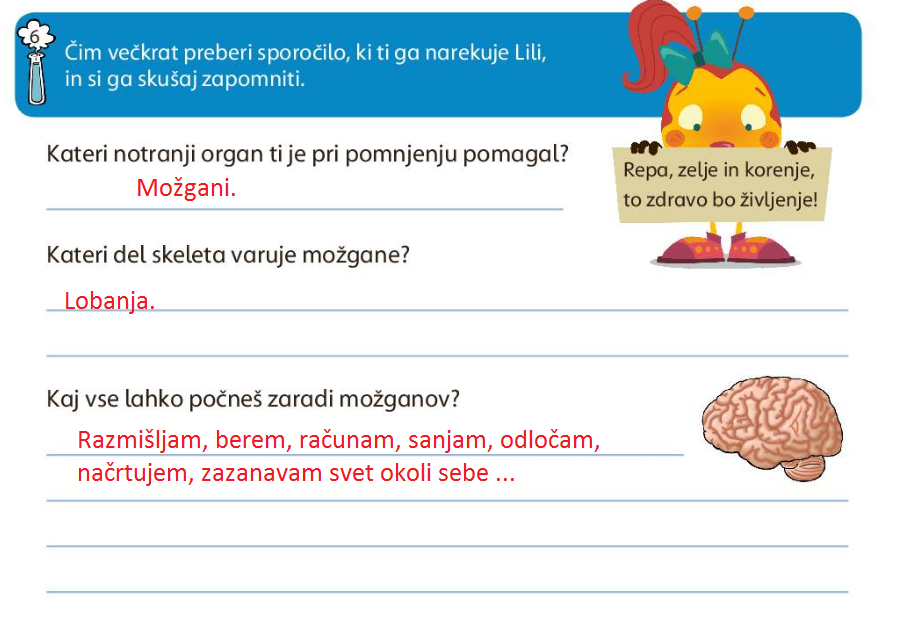 6
Čim večkrat preberi sporočilo, ki ti ga narekuje Lili,
in si ga skušaj zapomniti.
Kateri notranji organ ti je pri pomnjenju pomagal?
Možgani.
Repa, zelje in korenje,
to zdravo bo življenje!
Kateri del skeleta varuje možgane?
Lobanja.
Kaj vse lahko počneš zaradi možganov?
Razmišljam, berem, računam, sanjam, odločam,
načrtujem, zazanavam svet okoli sebe ...